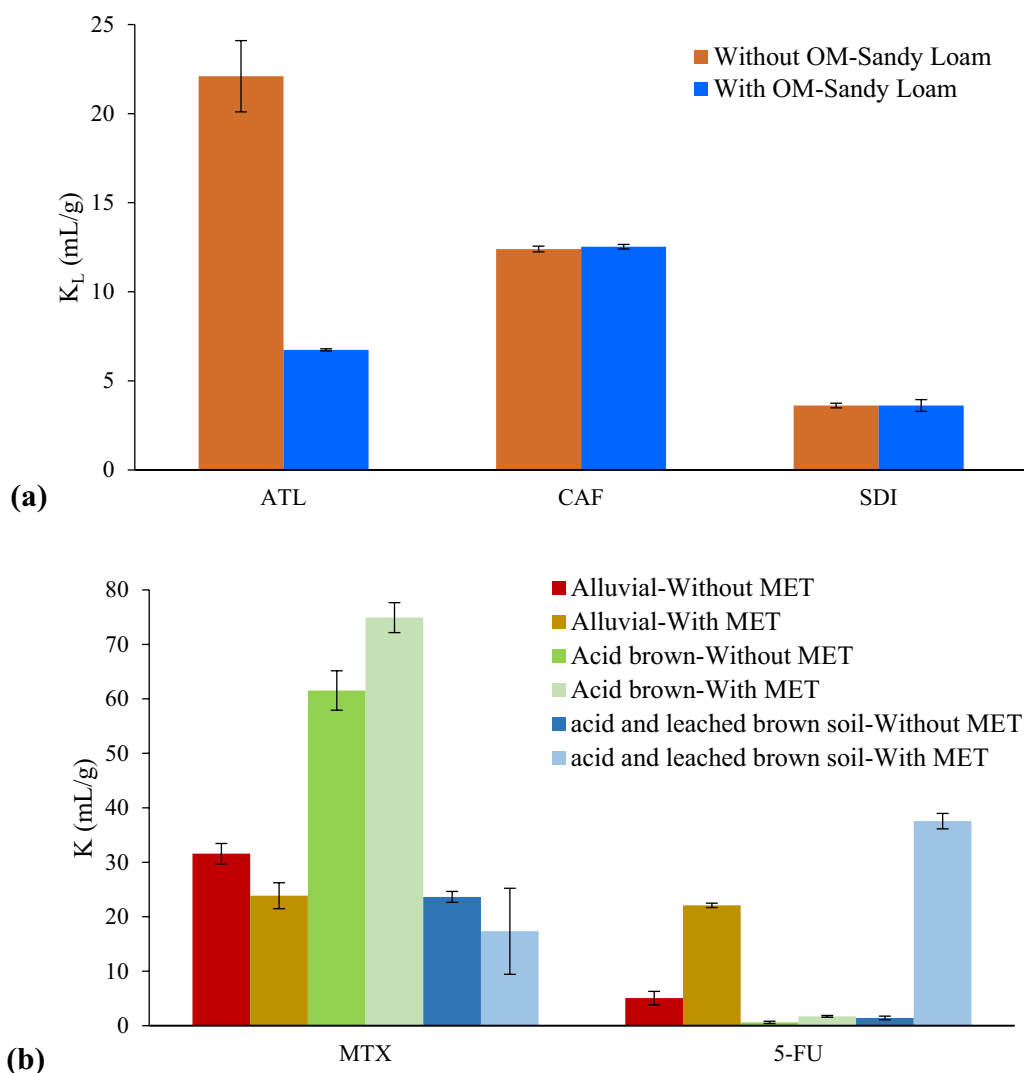 25
20
15
10
5
0
K_L (mL/g)
Without OM-Sandy Loam
With OM-Sandy Loam
ATL CAF SDI
(a)
80
70
60
50
40
30
20
10
0
K (mL/g)
Alluvial-Without MET
Alluvial-With MET
Acid brown-Without MET
Acid brown-With MET
acid and leached brown soil-Without MET
acid and leached brown soil-With MET
MTX 5-FU
(b)